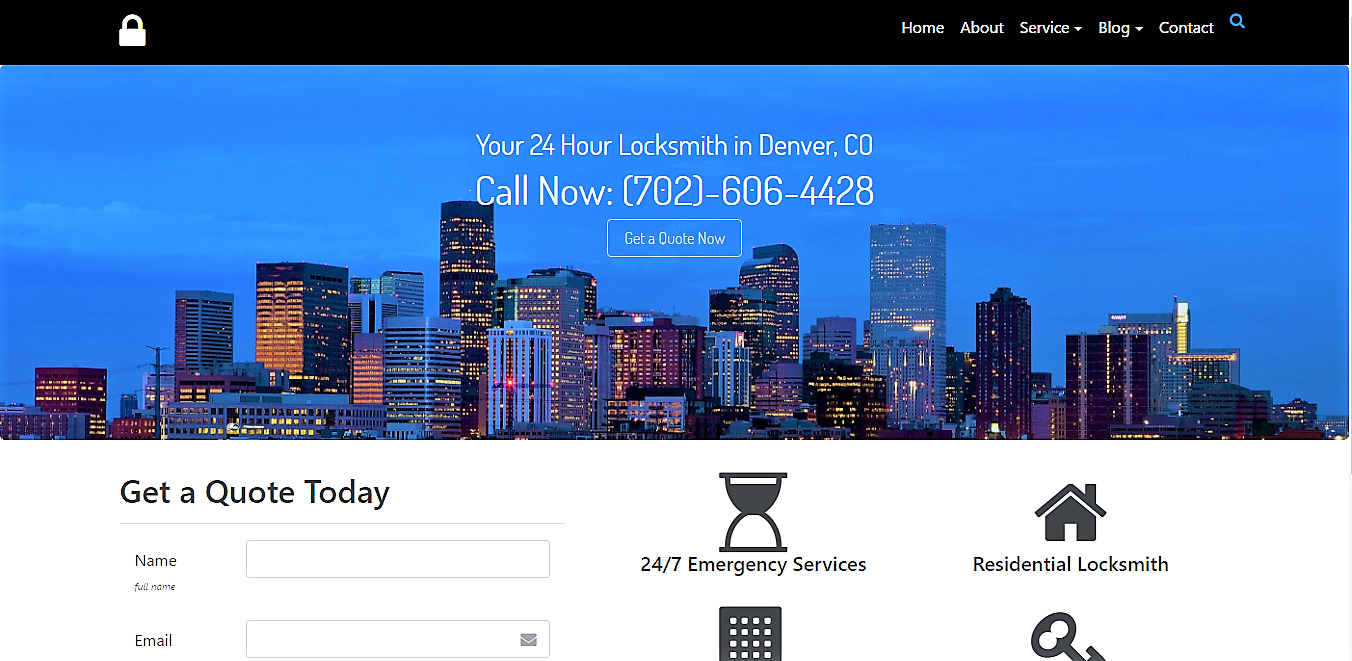 Home About Service Blog Contact
Your 24 Hour Locksmith in Denver, CO
Call Now: (702)-606-4428
Get a Quote Now
Get a Quote Today
Name
full name
Email
24/7 Emergency Services
Residential Locksmith